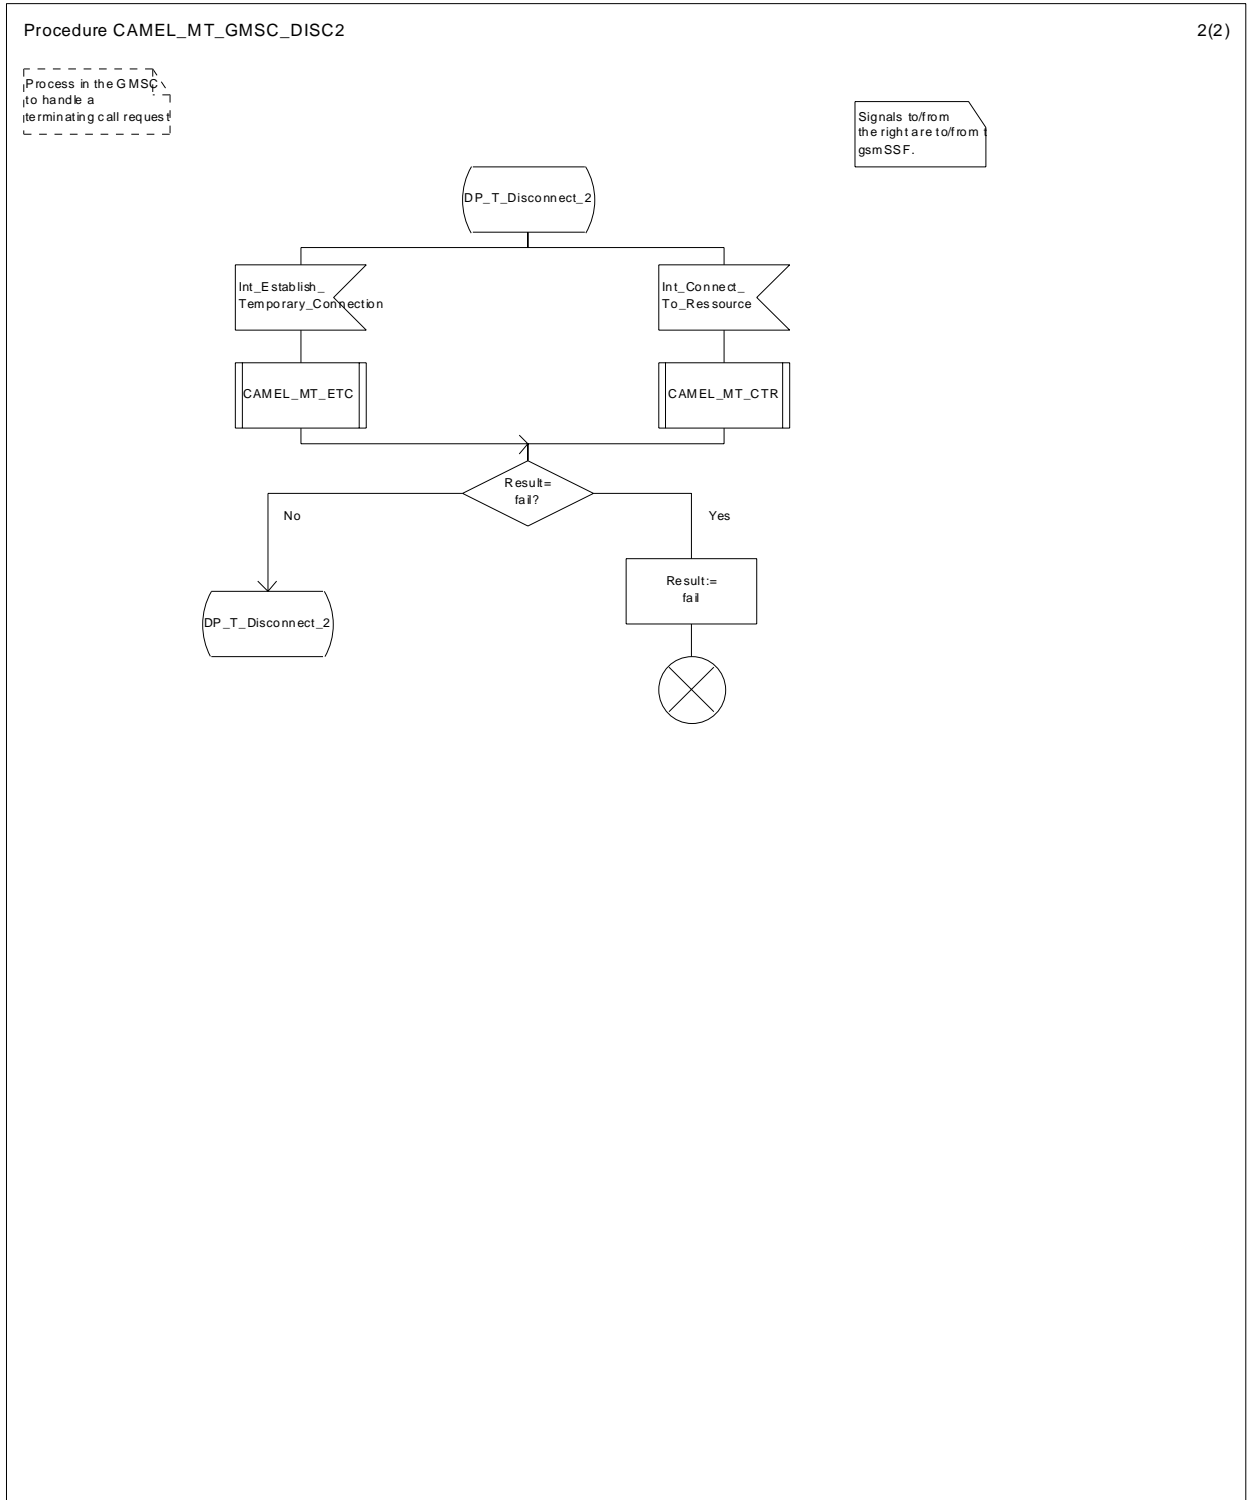 Procedure CAMEL_MT_GMSC_DISC2
2(2)
Process in the GMSC
to handle a
terminating call request
Signals to/from
the right are to/from t
gsmSSF.
DP_T_Disconnect_2
Int_Establish_
Temporary_Connection
Int_Connect_
To_Ressource
CAMEL_MT_ETC
CAMEL_MT_CTR
Result=
fail?
No
Yes
Result:=
fail
DP_T_Disconnect_2